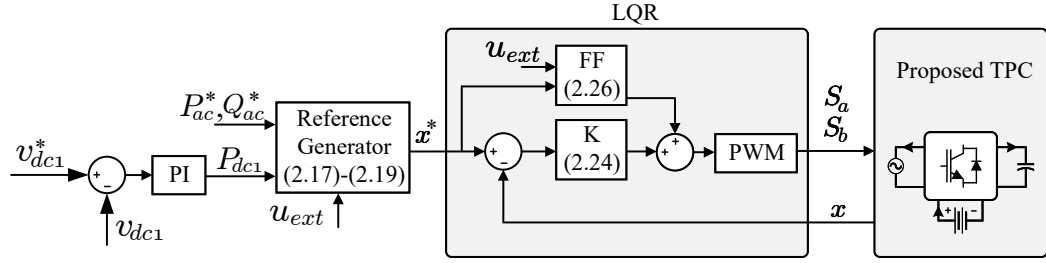 LQR
u_ext
FF
(2.26)
Proposed TPC
P*_ac, Q*_ac
Reference
Generator
(2.17)-(2.19)
x*
S_a
S_b
v*_dc1
+
-
PI
P_dc1
+
-
K
(2.24)
+
+
PWM
u_ext
v_dc1
x
+
−